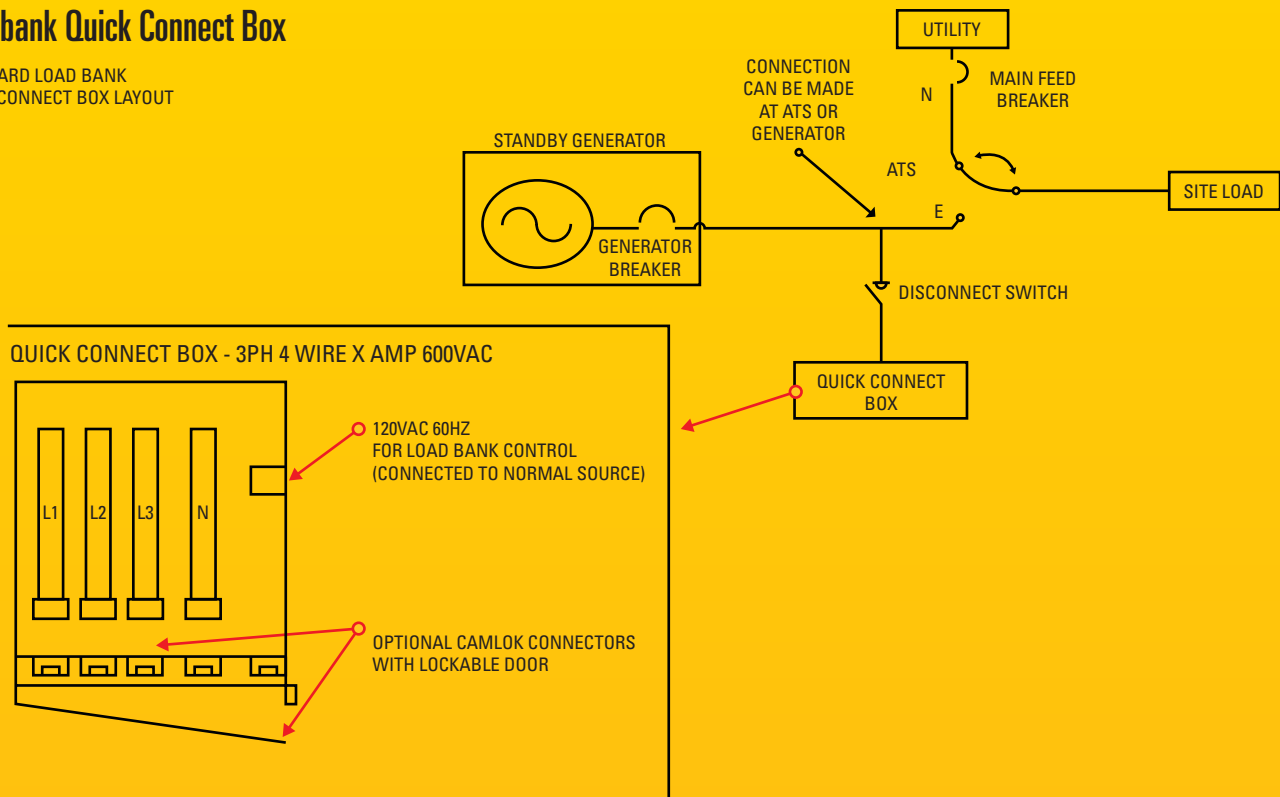 bank Quick Connect Box
ARD LOAD BANK
CONNECT BOX LAYOUT
UTILITY
MAIN FEED
BREAKER
N
CONNECTION
CAN BE MADE
AT ATS OR
GENERATOR
STANDBY GENERATOR
ATS
SITE LOAD
E
GENERATOR
BREAKER
DISCONNECT SWITCH
QUICK CONNECT
BOX
QUICK CONNECT BOX - 3PH 4 WIRE X AMP 600VAC
120VAC 60HZ
FOR LOAD BANK CONTROL
(CONNECTED TO NORMAL SOURCE)
L1 L2 L3 N
OPTIONAL CAMLOK CONNECTORS
WITH LOCKABLE DOOR